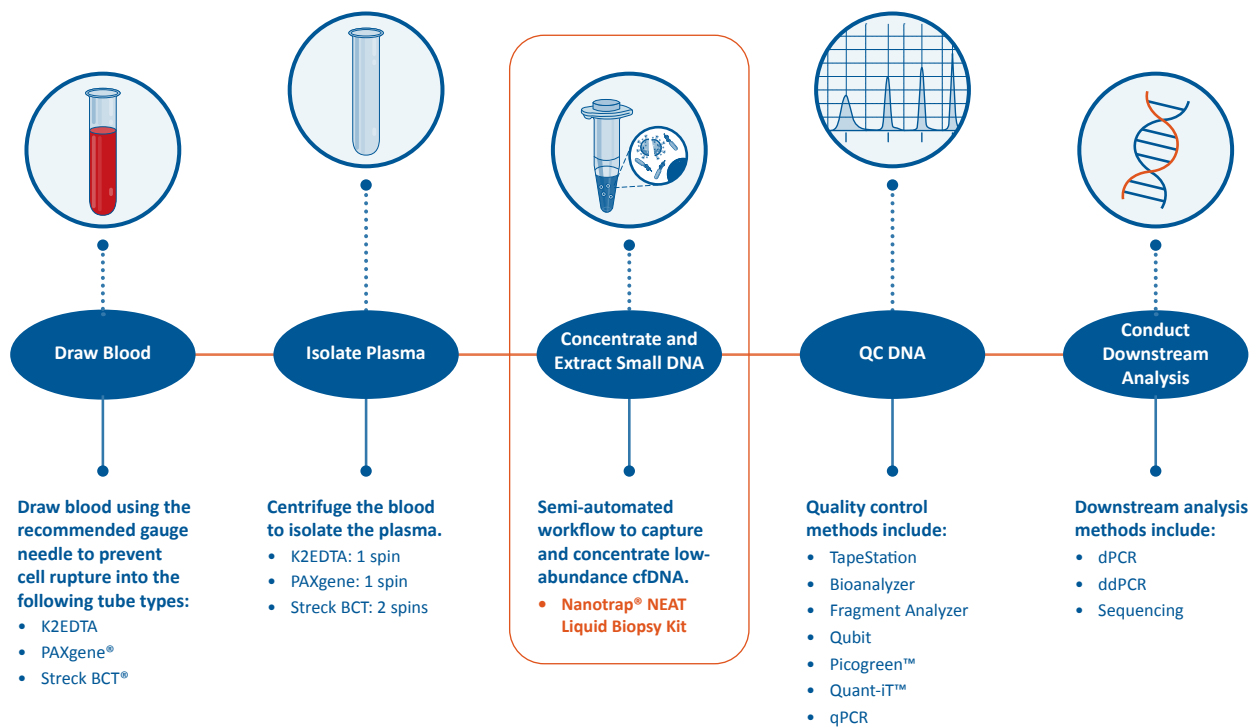 Draw Blood
Isolate Plasma
Concentrate and
Extract Small DNA
QC DNA
Conduct
Downstream
Analysis
Draw blood using the
recommended gauge
needle to prevent
cell rupture into the
following tube types:
• K2EDTA
• PAXgene®
• Streck BCT®
Centrifuge the blood
to isolate the plasma.
• K2EDTA: 1 spin
• PAXgene: 1 spin
• Streck BCT: 2 spins
Semi-automated
workflow to capture
and concentrate low-
abundance cfDNA.
• Nanotrap® NEAT
Liquid Biopsy Kit
Quality control
methods include:
• TapeStation
• Bioanalyzer
• Fragment Analyzer
• Qubit
• Picogreen™
• Quant-iT™
• qPCR
Downstream analysis
methods include:
• dPCR
• ddPCR
• Sequencing